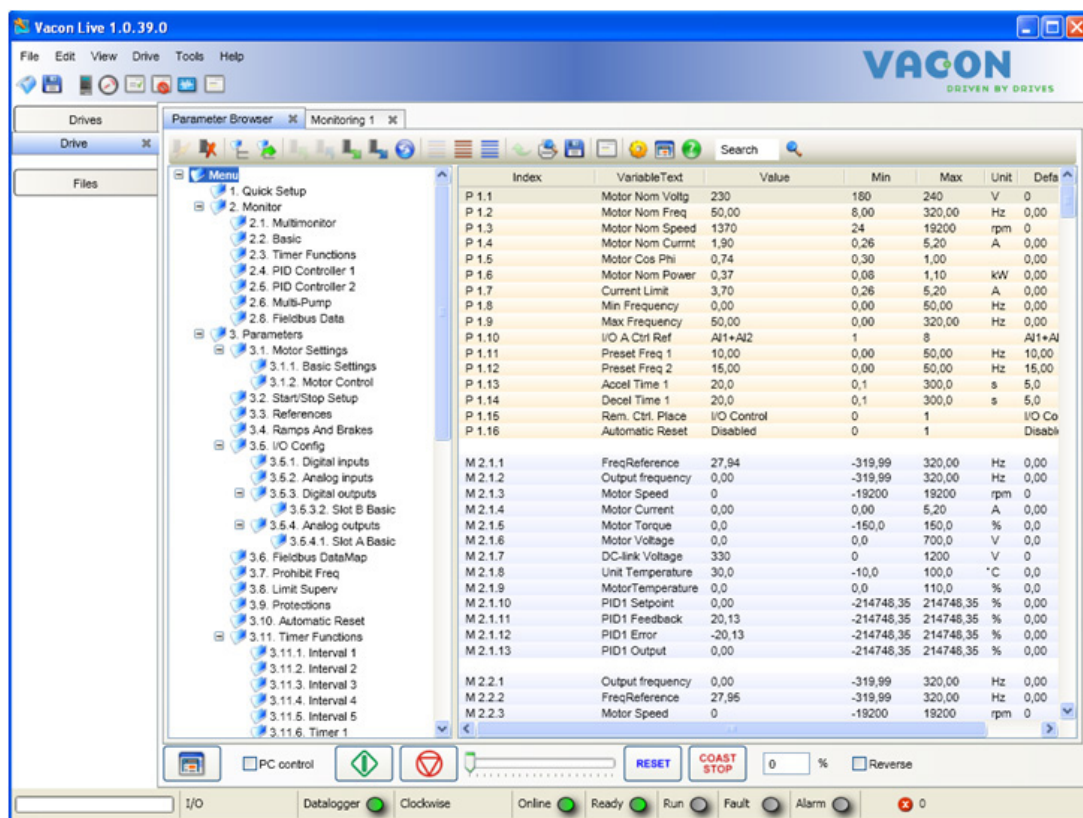 Vacon Live 1.0.39.0
File Edit View Drive Tools Help
VACON
DRIVEN BY DRIVES
Drives
Drive
Files
Parameter Browser Monitoring 1
Search
Menu
1. Quick Setup
2. Monitor
2.1. Multimonitor
2.2. Basic
2.3. Timer Functions
2.4. PID Controller 1
2.5. PID Controller 2
2.6. Multi-Pump
2.8. Fieldbus Data
3. Parameters
3.1. Motor Settings
3.1.1. Basic Settings
3.1.2. Motor Control
3.2. Start/Stop Setup
3.3. References
3.4. Ramps And Brakes
3.5. I/O Config
3.5.1. Digital inputs
3.5.2. Analog inputs
3.5.3. Digital outputs
3.5.3.2. Slot B Basic
3.5.4. Analog outputs
3.5.4.1. Slot A Basic
3.6. Fieldbus DataMap
3.7. Prohibit Freq
3.8. Limit Superv
3.9. Protections
3.10. Automatic Reset
3.11. Timer Functions
3.11.1. Interval 1
3.11.2. Interval 2
3.11.3. Interval 3
3.11.4. Interval 4
3.11.5. Interval 5
3.11.6. Timer 1
Index VariableText Value Min Max Unit Defa
P 1.1 Motor Nom Voltg 230 180 240 V 0
P 1.2 Motor Nom Freq 50,00 8,00 320,00 Hz 0,00
P 1.3 Motor Nom Speed 1370 24 19200 rpm 0
P 1.4 Motor Nom Currnt 1,90 0,26 5,20 A 0,00
P 1.5 Motor Cos Phi 0,74 0,30 1,00 0,00
P 1.6 Motor Nom Power 0,37 0,08 1,10 kW 0,00
P 1.7 Current Limit 3,70 0,26 5,20 A 0,00
P 1.8 Min Frequency 0,00 0,00 50,00 Hz 0,00
P 1.9 Max Frequency 50,00 0,00 320,00 Hz 0,00
P 1.10 I/O A Ctrl Ref AI1+AI2 1 8 AI1+AI
P 1.11 Preset Freq 1 10,00 0,00 50,00 Hz 10,00
P 1.12 Preset Freq 2 15,00 0,00 50,00 Hz 15,00
P 1.13 Accel Time 1 20,0 0,1 300,0 s 5,0
P 1.14 Decel Time 1 20,0 0,1 300,0 s 5,0
P 1.15 Rem. Ctrl. Place I/O Control 0 1 I/O Co
P 1.16 Automatic Reset Disabled 0 1 Disabl
M 2.1.1 FreqReference 27,94 -319,99 320,00 Hz 0,00
M 2.1.2 Output frequency 0,00 -319,99 320,00 Hz 0,00
M 2.1.3 Motor Speed 0 -19200 19200 rpm 0
M 2.1.4 Motor Current 0,00 0,00 5,20 A 0,00
M 2.1.5 Motor Torque 0,0 -150,0 150,0 % 0,0
M 2.1.6 Motor Voltage 0,0 0,0 700,0 V 0,0
M 2.1.7 DC-link Voltage 330 0 1200 V 0
M 2.1.8 Unit Temperature 30,0 -10,0 100,0 °C 0,0
M 2.1.9 MotorTemperature 0,0 0,0 110,0 % 0,0
M 2.1.10 PID1 Setpoint 0,00 -214748,35 214748,35 % 0,00
M 2.1.11 PID1 Feedback 20,13 -214748,35 214748,35 % 0,00
M 2.1.12 PID1 Error -20,13 -214748,35 214748,35 % 0,00
M 2.1.13 PID1 Output 0,00 -214748,35 214748,35 % 0,00
M 2.2.1 Output frequency 0,00 -319,99 320,00 Hz 0,00
M 2.2.2 FreqReference 27,95 -319,99 320,00 Hz 0,00
M 2.2.3 Motor Speed 0 -19200 19200 rpm 0
PC control RESET COAST STOP 0 % Reverse
I/O Datalogger Clockwise Online Ready Run Fault Alarm 0